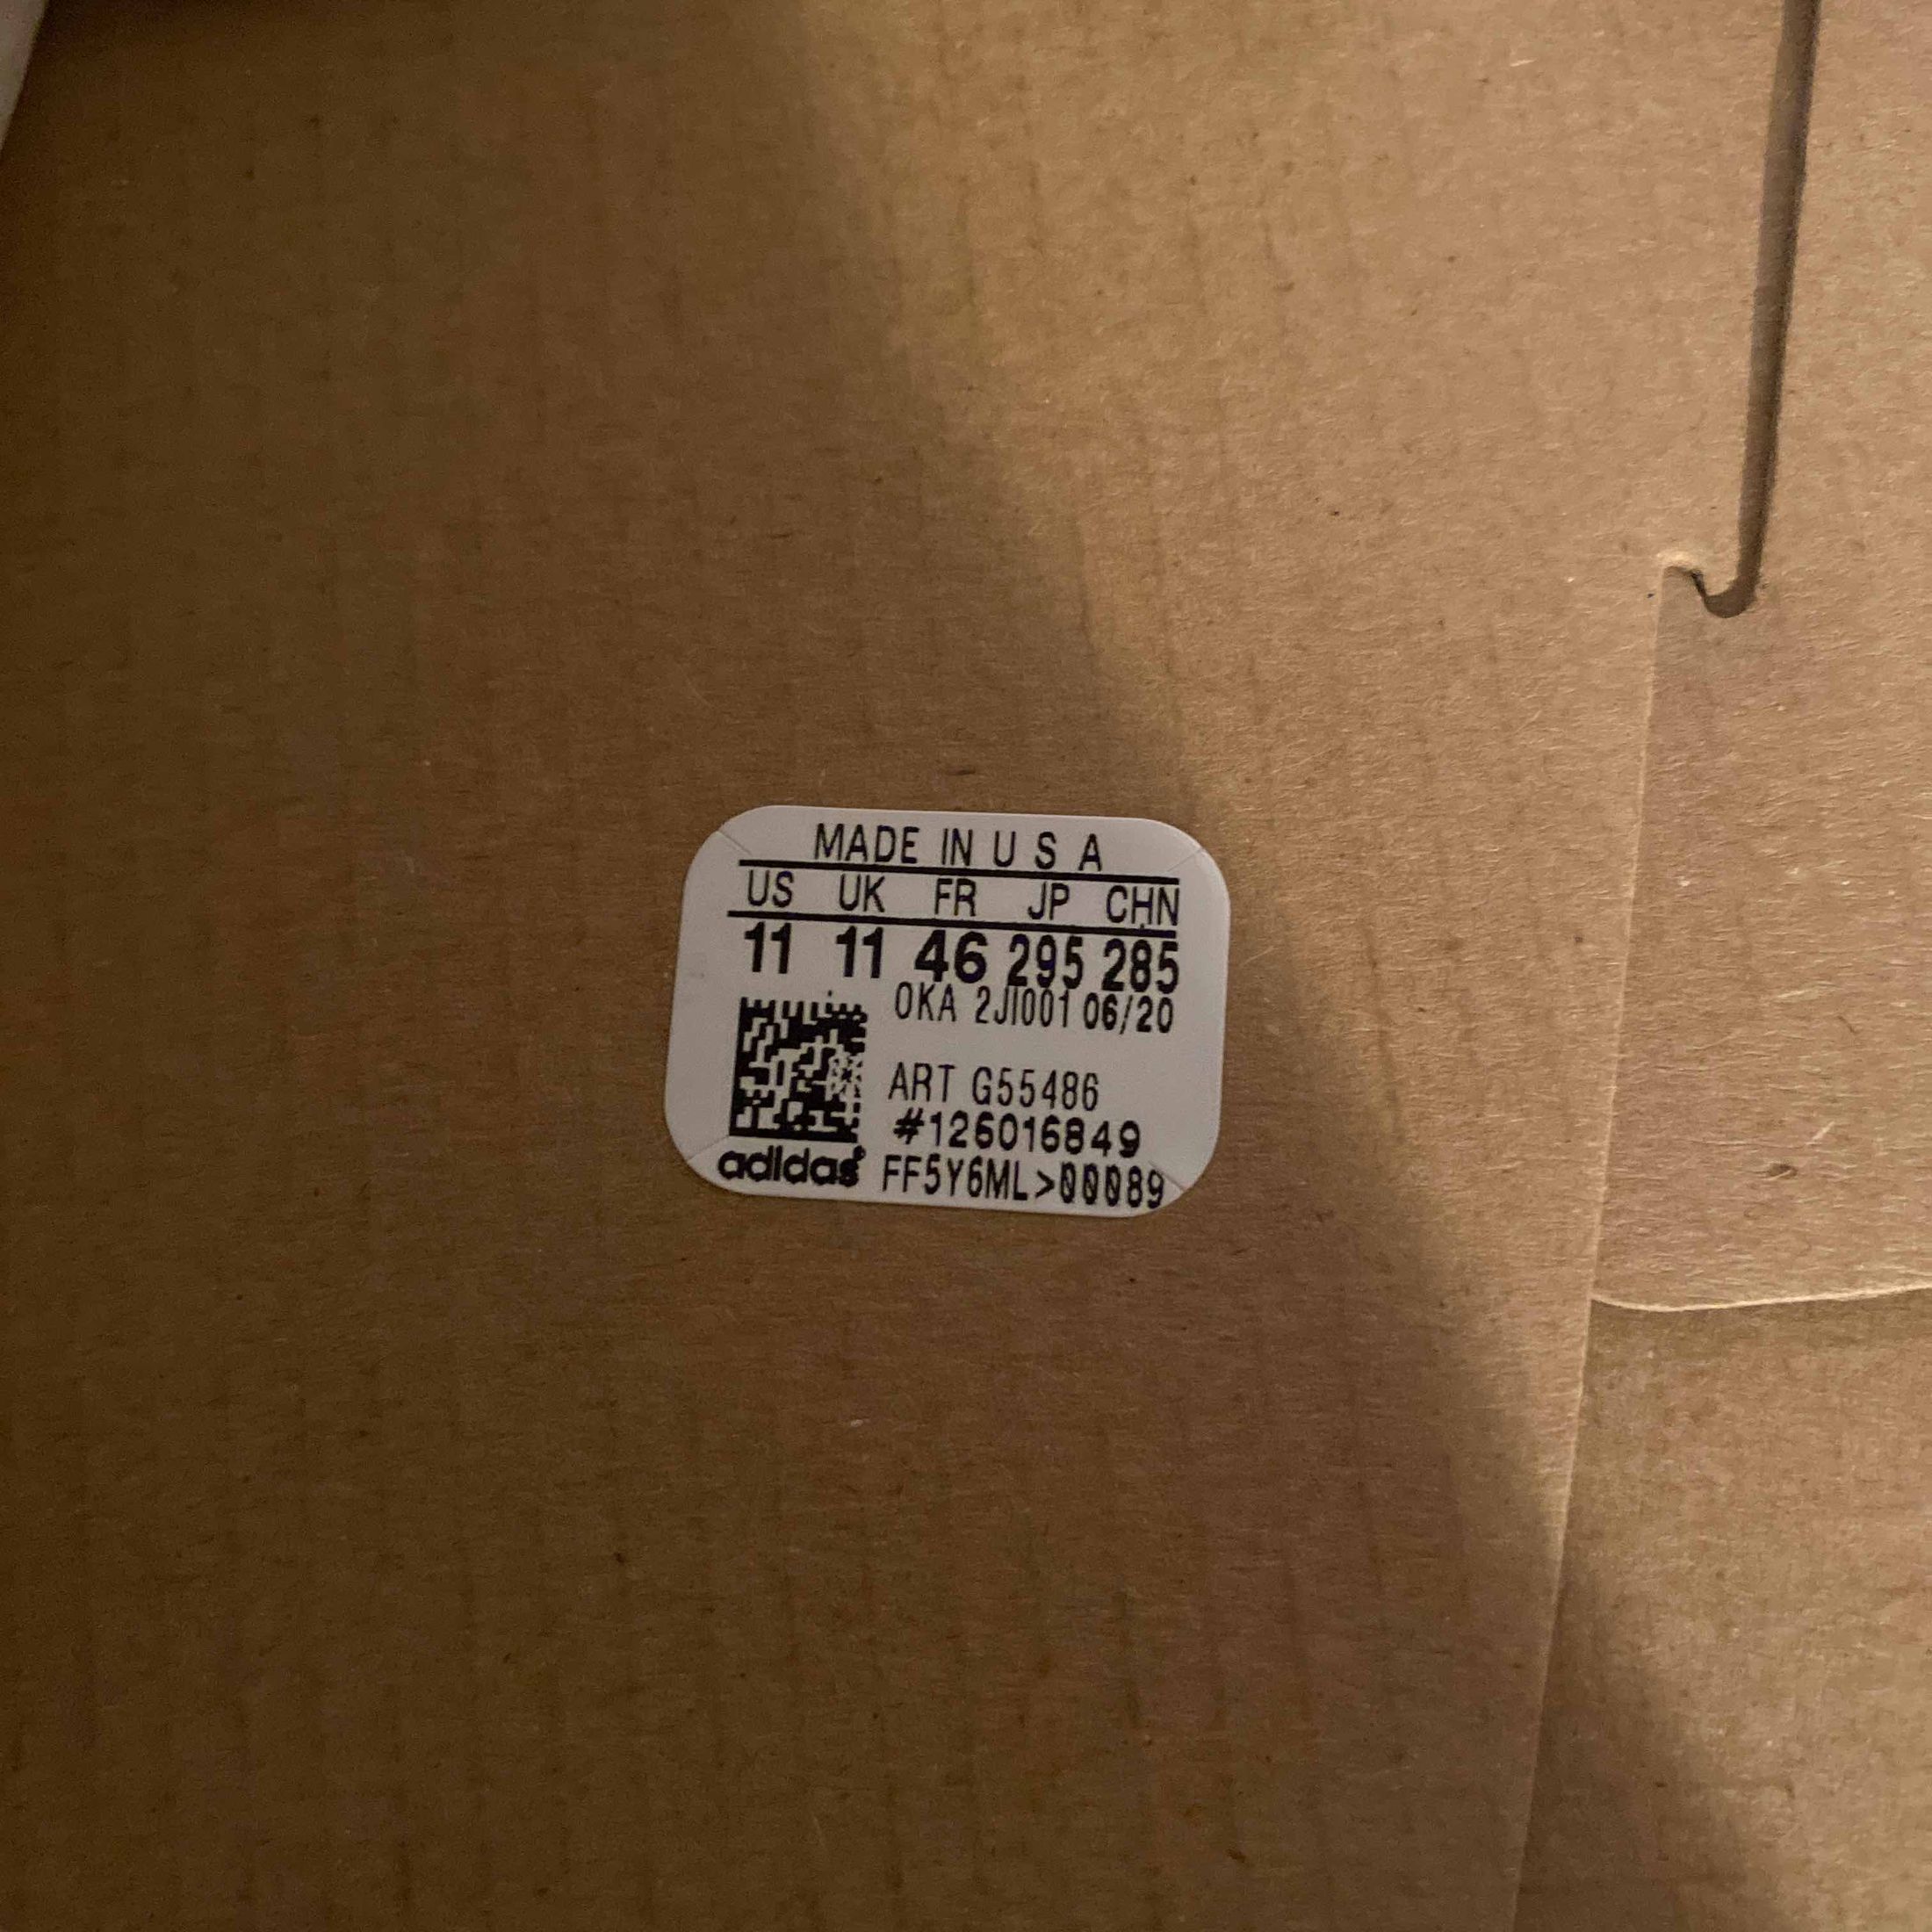 MADE IN U S A
US UK FR JP CHN
11 11 46 295 285
OKA 2JI001 06/20
ART G55486
#126016849
adidas® FF5Y6ML>00089